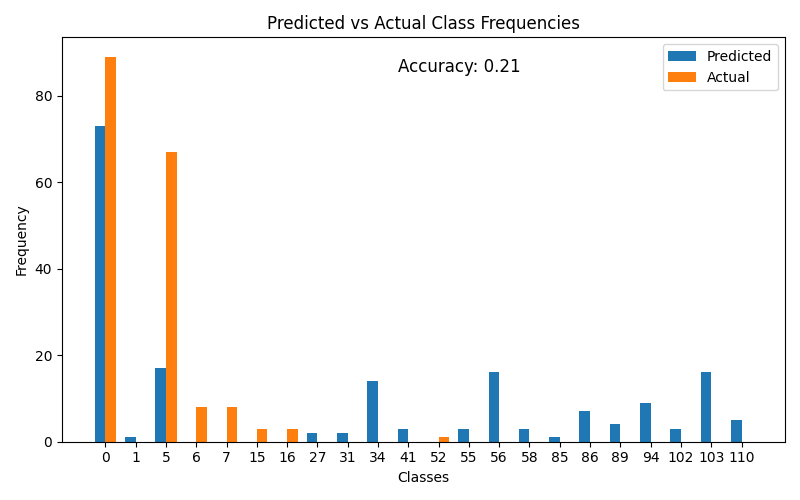 Predicted vs Actual Class Frequencies
Accuracy: 0.21
Predicted
Actual
Frequency
80
60
40
20
0
0 1 5 6 7 15 16 27 31 34 41 52 55 56 58 85 86 89 94 102 103 110
Classes